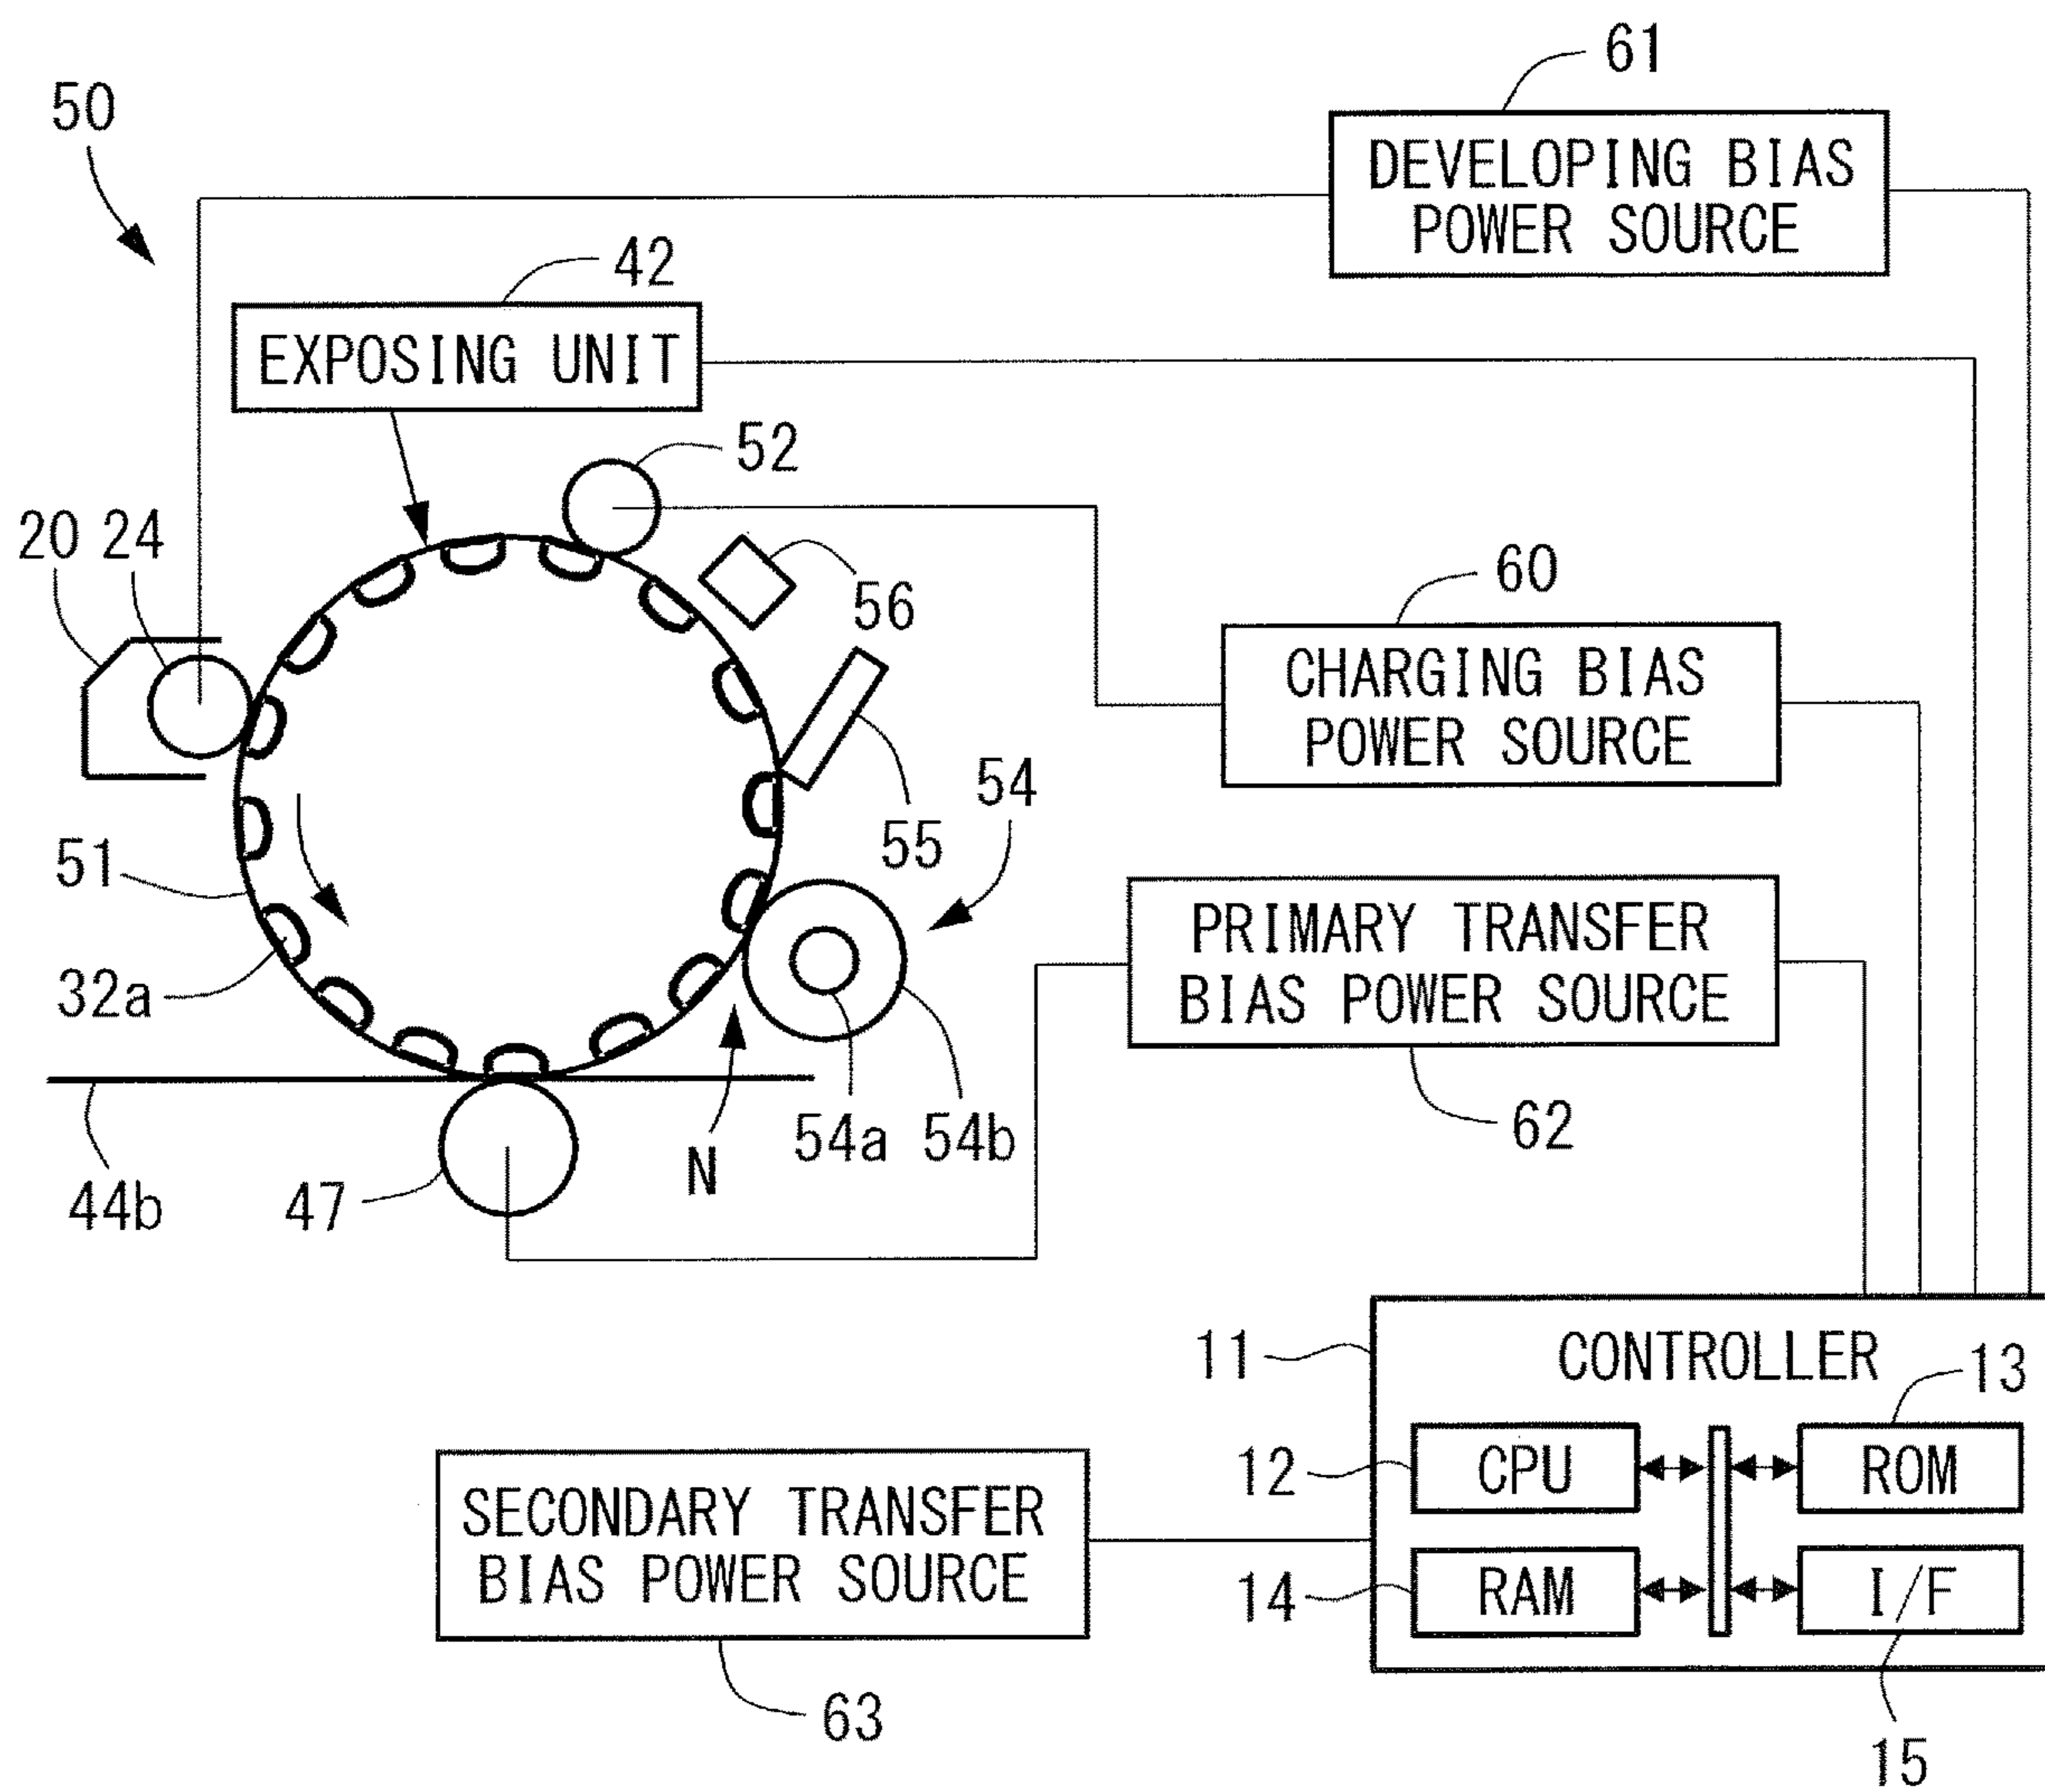 61
50
DEVELOPING BIAS
POWER SOURCE
42
EXPOSING UNIT
52
20
24
56
60
CHARGING BIAS
POWER SOURCE
54
55
51
PRIMARY TRANSFER
BIAS POWER SOURCE
32a
62
54a
54b
N
44b
47
11
CONTROLLER
13
12
CPU
ROM
SECONDARY TRANSFER
BIAS POWER SOURCE
14
RAM
I/F
63
15